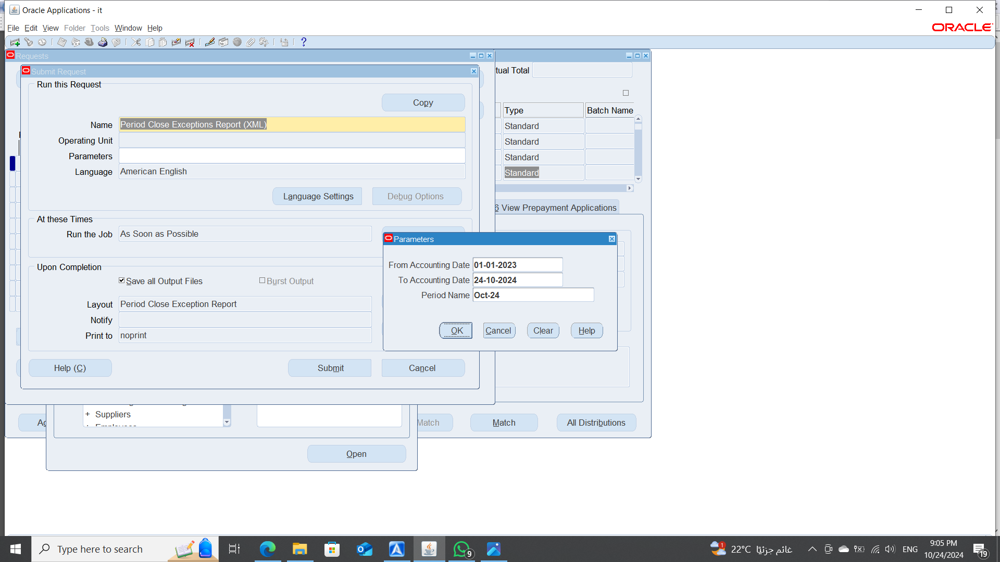 Oracle Applications - it
File Edit View Folder Tools Window Help
ORACLE
Requests
Submit Request
tual Total
Run this Request
Copy
Type
Batch Name
Name Period Close Exceptions Report (XML)
Standard
Operating Unit
Standard
Parameters
Standard
Language American English
Standard
Language Settings
Debug Options
6 View Prepayment Applications
At these Times
Run the Job As Soon as Possible
Parameters
From Accounting Date 01-01-2023
To Accounting Date 24-10-2024
Period Name Oct-24
OK Cancel Clear Help
Upon Completion
Save all Output Files
Burst Output
Layout Period Close Exception Report
Notify
Print to noprint
Help (C)
Submit
Cancel
+ Suppliers
Match
Match
All Distributions
Open
Type here to search
9
1
22°C غائم جزئيًا
ENG
9:05 PM
10/24/2024
19